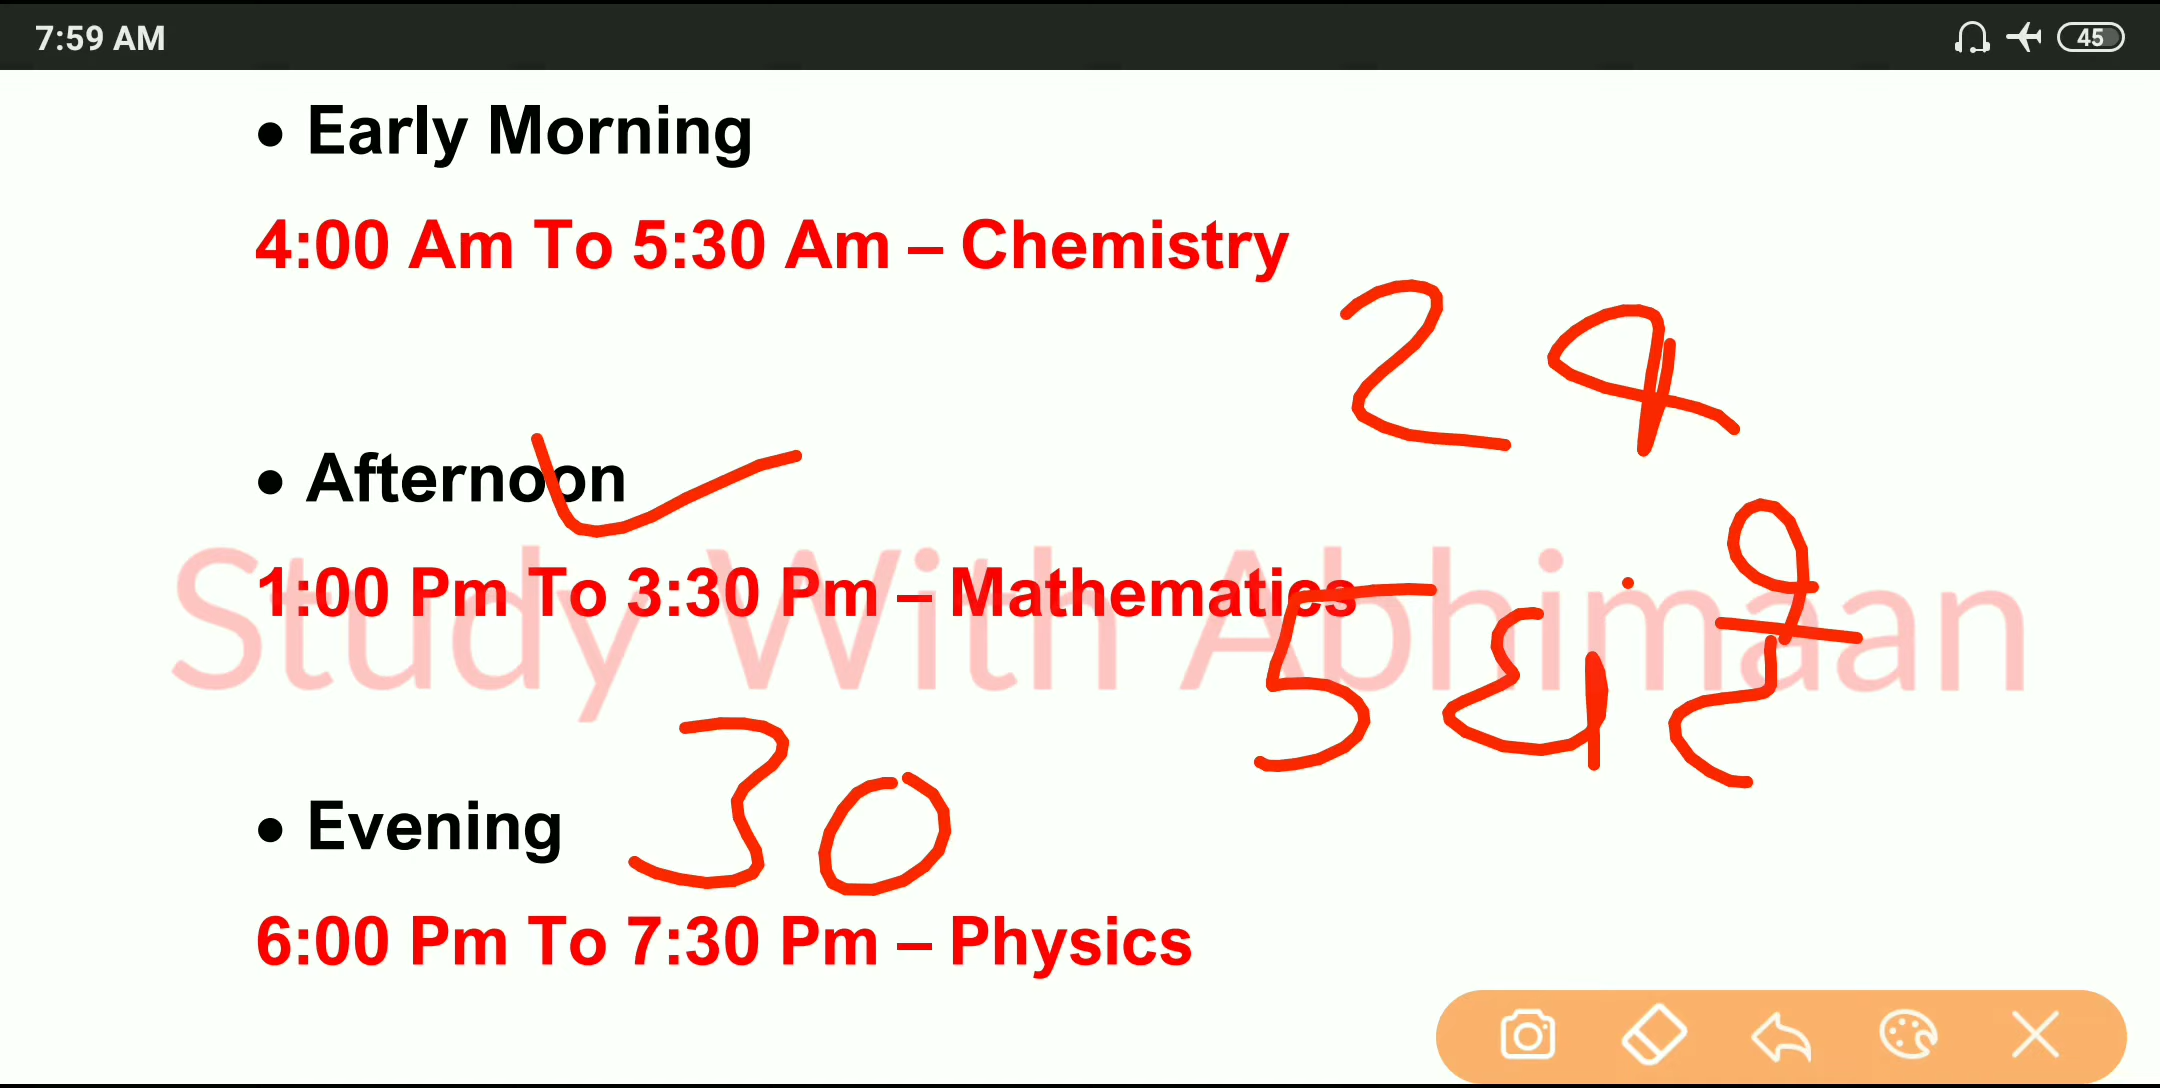 7:59 AM 45
• Early Morning
4:00 Am To 5:30 Am – Chemistry
24
• Afternoon
1:00 Pm To 3:30 Pm – Mathematics
Study With Abhimaan
30
• Evening
6:00 Pm To 7:30 Pm – Physics